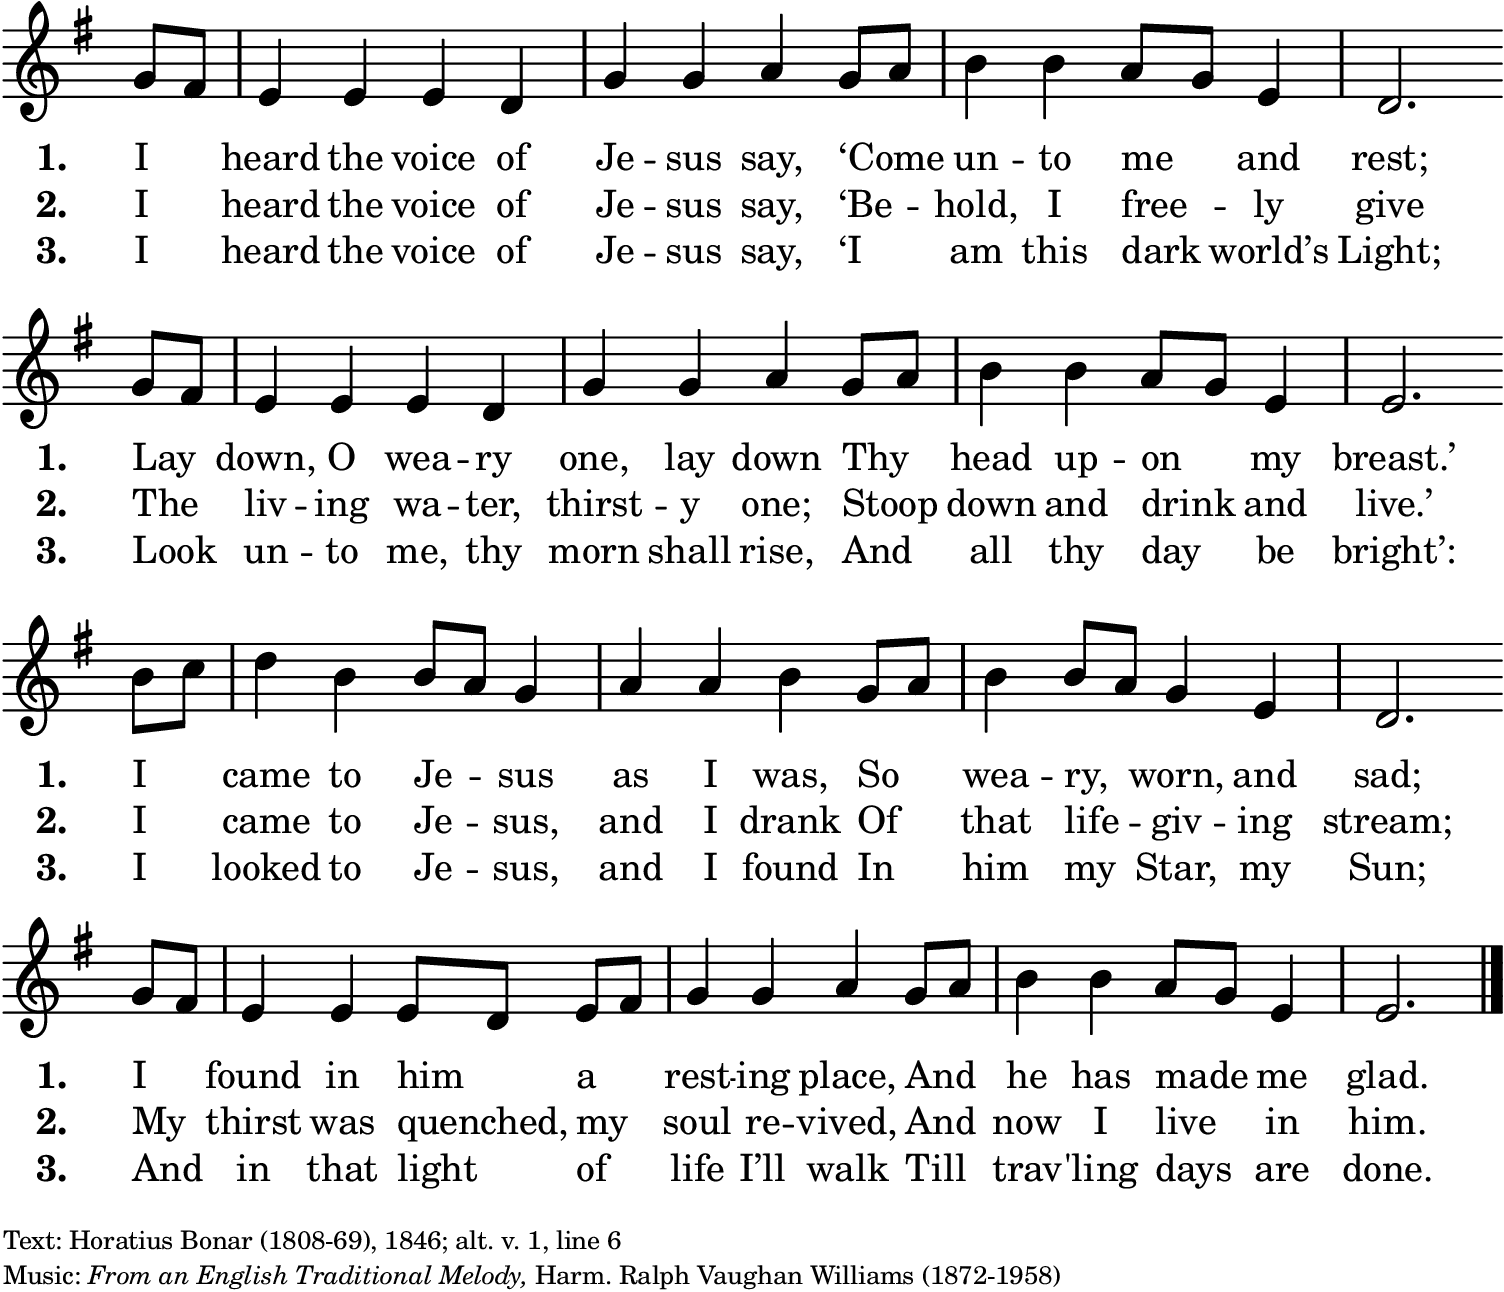 1. I heard the voice of Je -- sus say, ‘Come un -- to me and rest;
2. I heard the voice of Je -- sus say, ‘Be -- hold, I free -- ly give
3. I heard the voice of Je -- sus say, ‘I am this dark world’s Light;
1. Lay down, O wea -- ry one, lay down Thy head up -- on my breast.’
2. The liv -- ing wa -- ter, thirst -- y one; Stoop down and drink and live.’
3. Look un -- to me, thy morn shall rise, And all thy day be bright’:
1. I came to Je -- sus as I was, So wea -- ry, worn, and sad;
2. I came to Je -- sus, and I drank Of that life -- giv -- ing stream;
3. I looked to Je -- sus, and I found In him my Star, my Sun;
1. I found in him a rest -- ing place, And he has made me glad.
2. My thirst was quenched, my soul re -- vived, And now I live in him.
3. And in that light of life I’ll walk Till trav'ling days are done.
Text: Horatius Bonar (1808-69), 1846; alt. v. 1, line 6
Music: From an English Traditional Melody, Harm. Ralph Vaughan Williams (1872-1958)